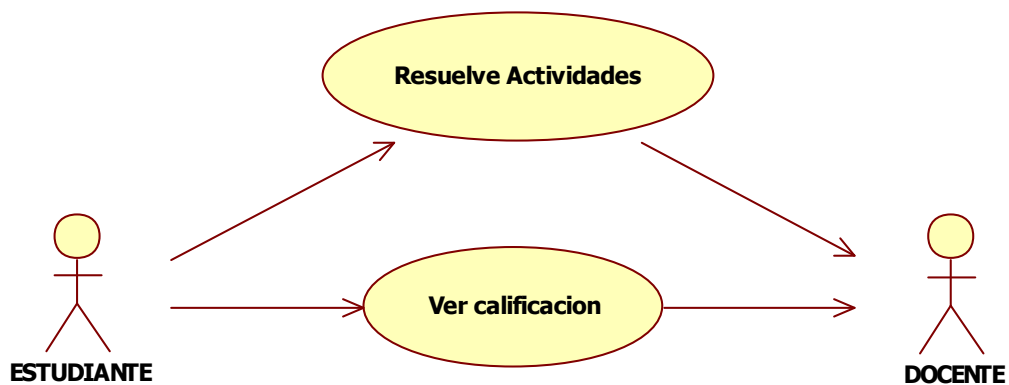 Resuelve Actividades
Ver calificacion
ESTUDIANTE
DOCENTE